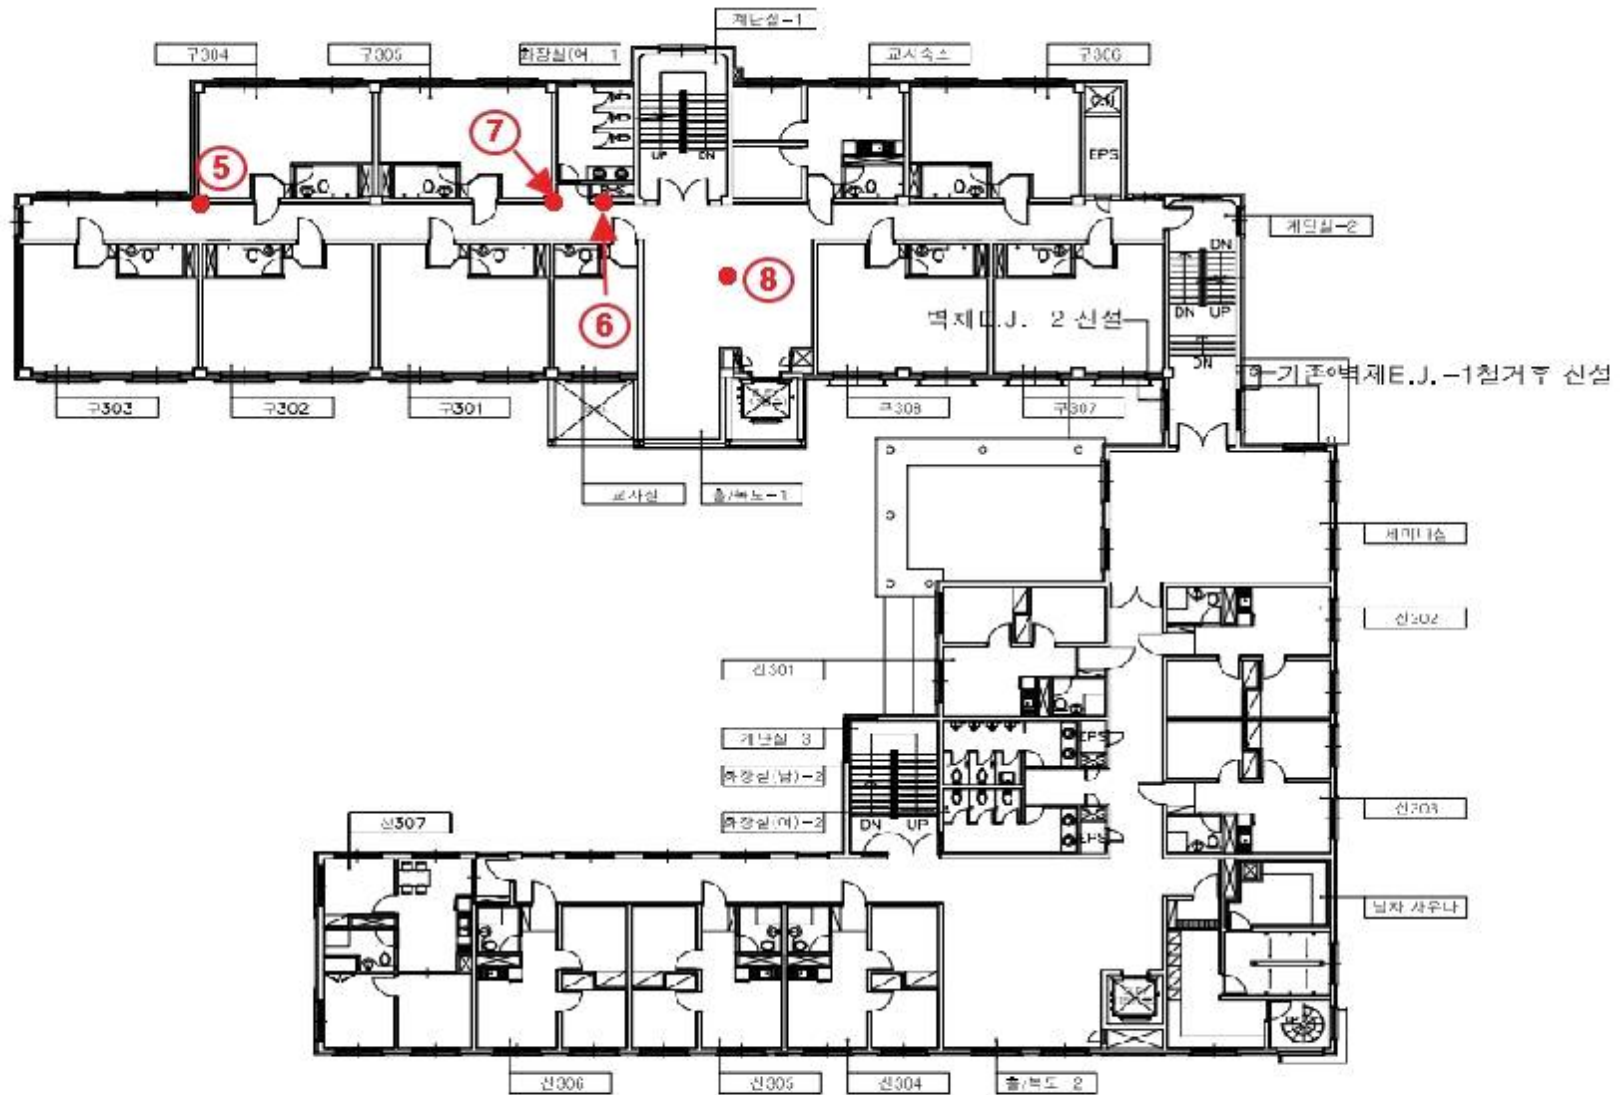 계단실-1
구304
구305
화장실(여)-1
교사숙소
구306
7
5
UP
DN
EPS
계단실-2
DN
8
6
DN
UP
벽체E.J. 2 신설
DN
기존 벽체E.J.-1철거후 신설
구303
구302
구301
구308
구307
교사실
홀/복도-1
세미나실
신302
신301
계단실-3
EPS
화장실(남)-2
신303
화장실(여)-2
DN
UP
EPS
신307
남자 사우나
신306
신305
신304
홀/복도-2